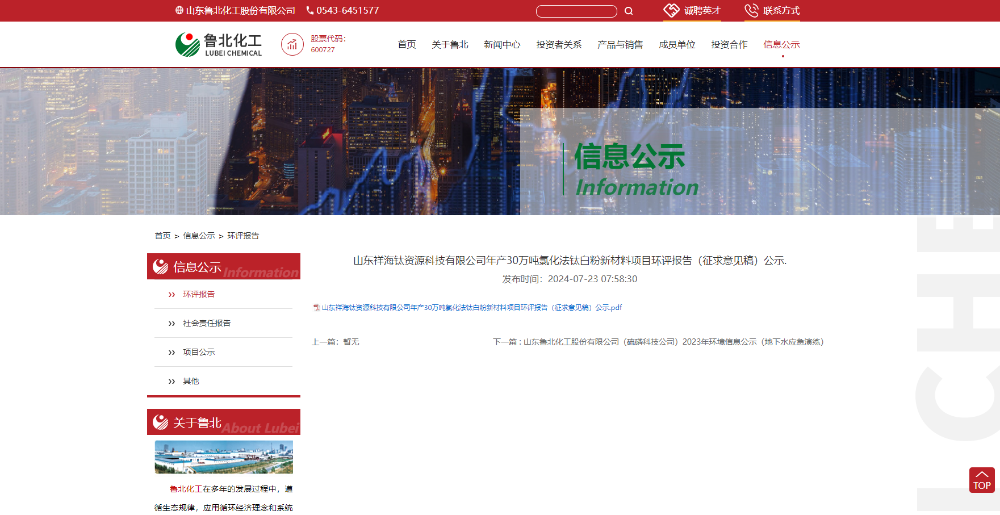 山东鲁北化工股份有限公司 0543-6451577 诚聘英才 联系方式
鲁北化工
LUBEI CHEMICAL
股票代码：
600727
首页 关于鲁北 新闻中心 投资者关系 产品与销售 成员单位 投资合作 信息公示
信息公示
Information
首页 > 信息公示 > 环评报告
信息公示 Information
环评报告
社会责任报告
项目公示
其他
山东祥海钛资源科技有限公司年产30万吨氯化法钛白粉新材料项目环评报告（征求意见稿）公示.
发布时间：2024-07-23 07:58:30
山东祥海钛资源科技有限公司年产30万吨氯化法钛白粉新材料项目环评报告（征求意见稿）公示.pdf
上一篇：暂无
下一篇 : 山东鲁北化工股份有限公司（硫磷科技公司）2023年环境信息公示（地下水应急演练）
关于鲁北 About Lubei
鲁北化工在多年的发展过程中，遵
循生态规律，应用循环经济理念和系统
L CHE
TOP